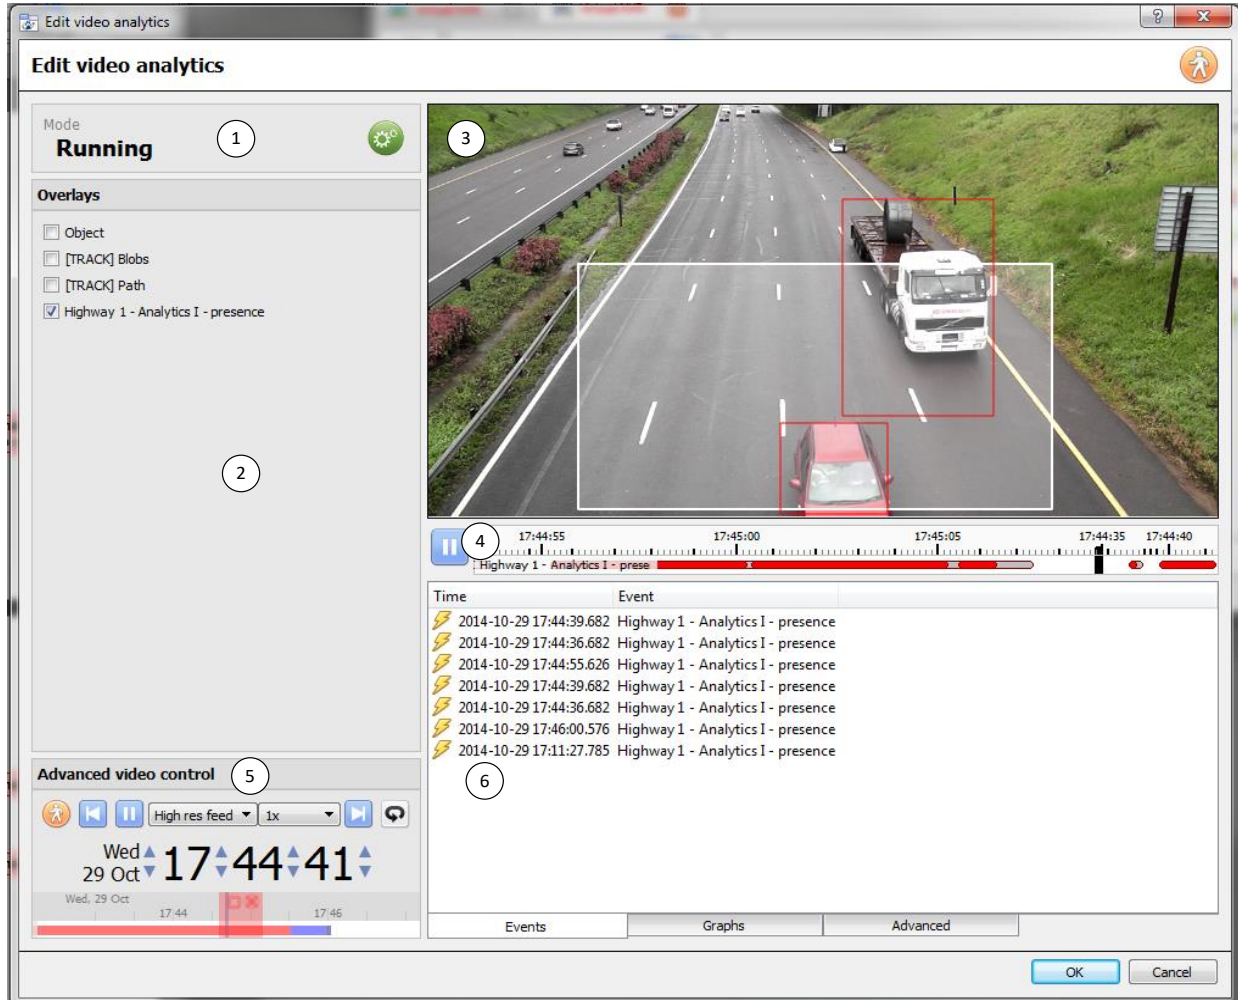 Edit video analytics
?
X
Edit video analytics
Mode
Running
1
Overlays
Object
[TRACK] Blobs
[TRACK] Path
Highway 1 - Analytics I - presence
2
3
4
17:44:55 17:45:00 17:45:05 17:44:35 17:44:40
Highway 1 - Analytics I - prese
Time Event
2014-10-29 17:44:39.682 Highway 1 - Analytics I - presence
2014-10-29 17:44:36.682 Highway 1 - Analytics I - presence
2014-10-29 17:44:55.626 Highway 1 - Analytics I - presence
2014-10-29 17:44:39.682 Highway 1 - Analytics I - presence
2014-10-29 17:44:36.682 Highway 1 - Analytics I - presence
2014-10-29 17:46:00.576 Highway 1 - Analytics I - presence
2014-10-29 17:11:27.785 Highway 1 - Analytics I - presence
6
Events Graphs Advanced
Advanced video control 5
High res feed 1x
Wed
29 Oct 17 44 41
Wed, 29 Oct
17:44 17:46
OK Cancel